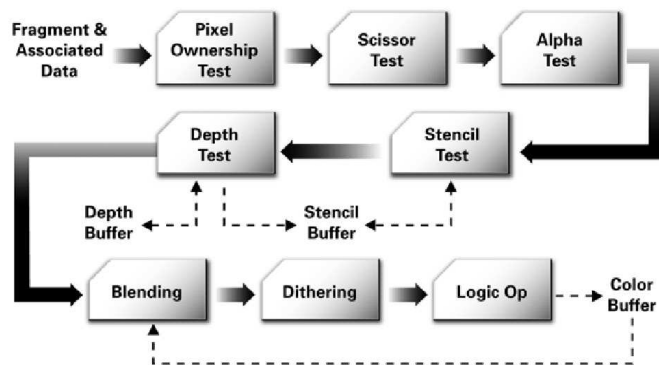 Fragment &
Associated
Data
Pixel
Ownership
Test
Scissor
Test
Alpha
Test
Depth
Test
Stencil
Test
Depth
Buffer
Stencil
Buffer
Blending
Dithering
Logic Op
Color
Buffer